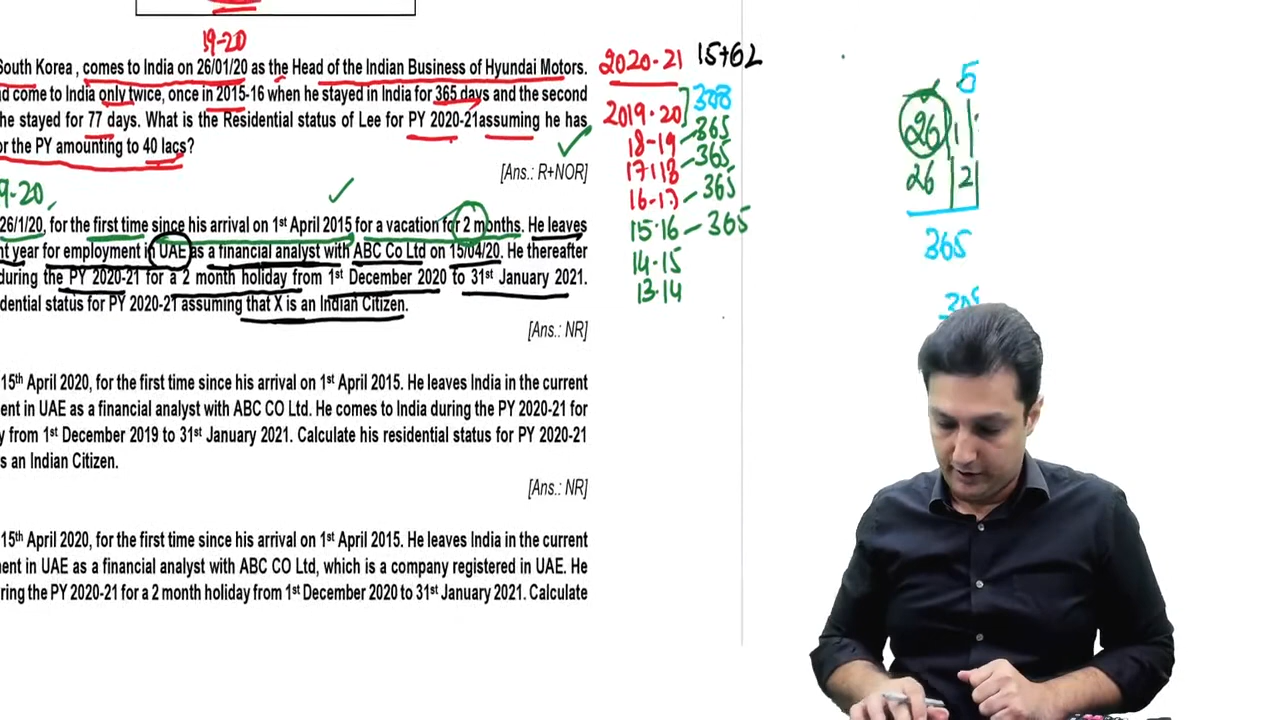 19-20
South Korea , comes to India on 26/01/20 as the Head of the Indian Business of Hyundai Motors.
d come to India only twice, once in 2015-16 when he stayed in India for 365 days and the second
he stayed for 77 days. What is the Residential status of Lee for PY 2020-21assuming he has
or the PY amounting to 40 lacs?
[Ans.: R+NOR]
9-20
26/1/20, for the first time since his arrival on 1st April 2015 for a vacation for 2 months. He leaves
nt year for employment in UAE as a financial analyst with ABC Co Ltd on 15/04/20. He thereafter
during the PY 2020-21 for a 2 month holiday from 1st December 2020 to 31st January 2021.
dential status for PY 2020-21 assuming that X is an Indian Citizen.
[Ans.: NR]
15th April 2020, for the first time since his arrival on 1st April 2015. He leaves India in the current
ent in UAE as a financial analyst with ABC CO Ltd. He comes to India during the PY 2020-21 for
y from 1st December 2019 to 31st January 2021. Calculate his residential status for PY 2020-21
s an Indian Citizen.
[Ans.: NR]
15th April 2020, for the first time since his arrival on 1st April 2015. He leaves India in the current
ent in UAE as a financial analyst with ABC CO Ltd, which is a company registered in UAE. He
ring the PY 2020-21 for a 2 month holiday from 1st December 2020 to 31st January 2021. Calculate
2020-21 15+62
2019-20 308
18-19 365
17-18 365
16-17 365
15-16 - 365
14-15
13-14
5
26 1
26 2
365